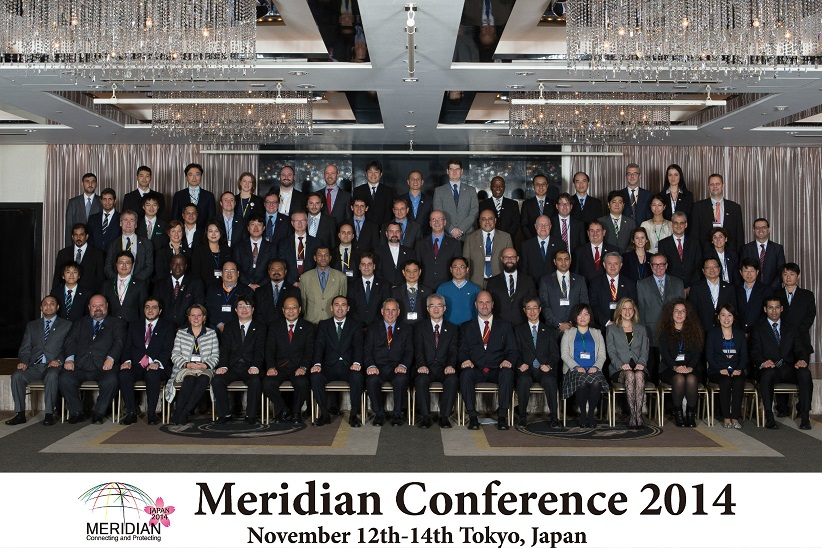 JAPAN
2014
MERIDIAN
Connecting and Protecting
Meridian Conference 2014
November 12th-14th Tokyo, Japan